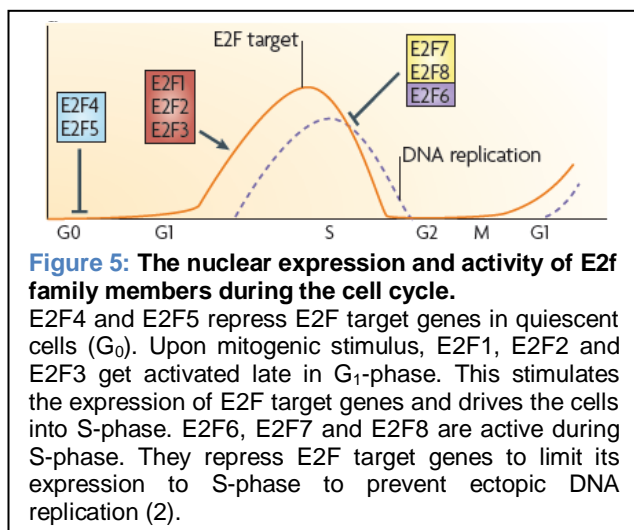 E2F target
E2F7
E2F8
E2F6
E2F1
E2F2
E2F3
E2F4
E2F5
DNA replication
G0 G1 S G2 M G1
Figure 5: The nuclear expression and activity of E2f
family members during the cell cycle.
E2F4 and E2F5 repress E2F target genes in quiescent
cells (G₀). Upon mitogenic stimulus, E2F1, E2F2 and
E2F3 get activated late in G₁-phase. This stimulates
the expression of E2F target genes and drives the cells
into S-phase. E2F6, E2F7 and E2F8 are active during
S-phase. They repress E2F target genes to limit its
expression to S-phase to prevent ectopic DNA
replication (2).